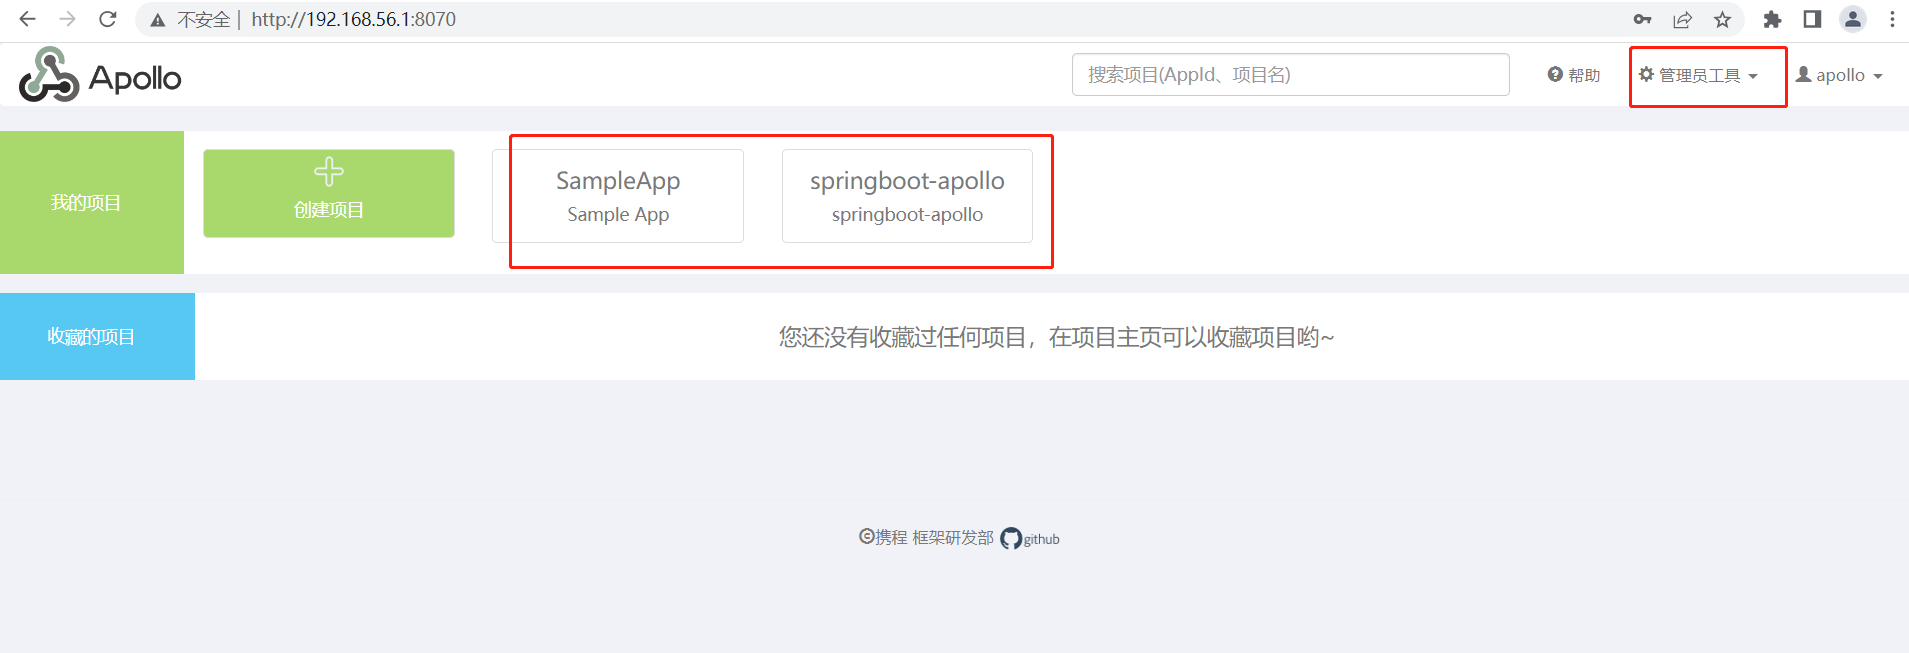 不安全 | http://192.168.56.1:8070
Apollo
搜索项目(AppId、项目名)
帮助
管理员工具
apollo
我的项目
创建项目
SampleApp
Sample App
springboot-apollo
springboot-apollo
收藏的项目
您还没有收藏过任何项目，在项目主页可以收藏项目哟~
©携程 框架研发部 github